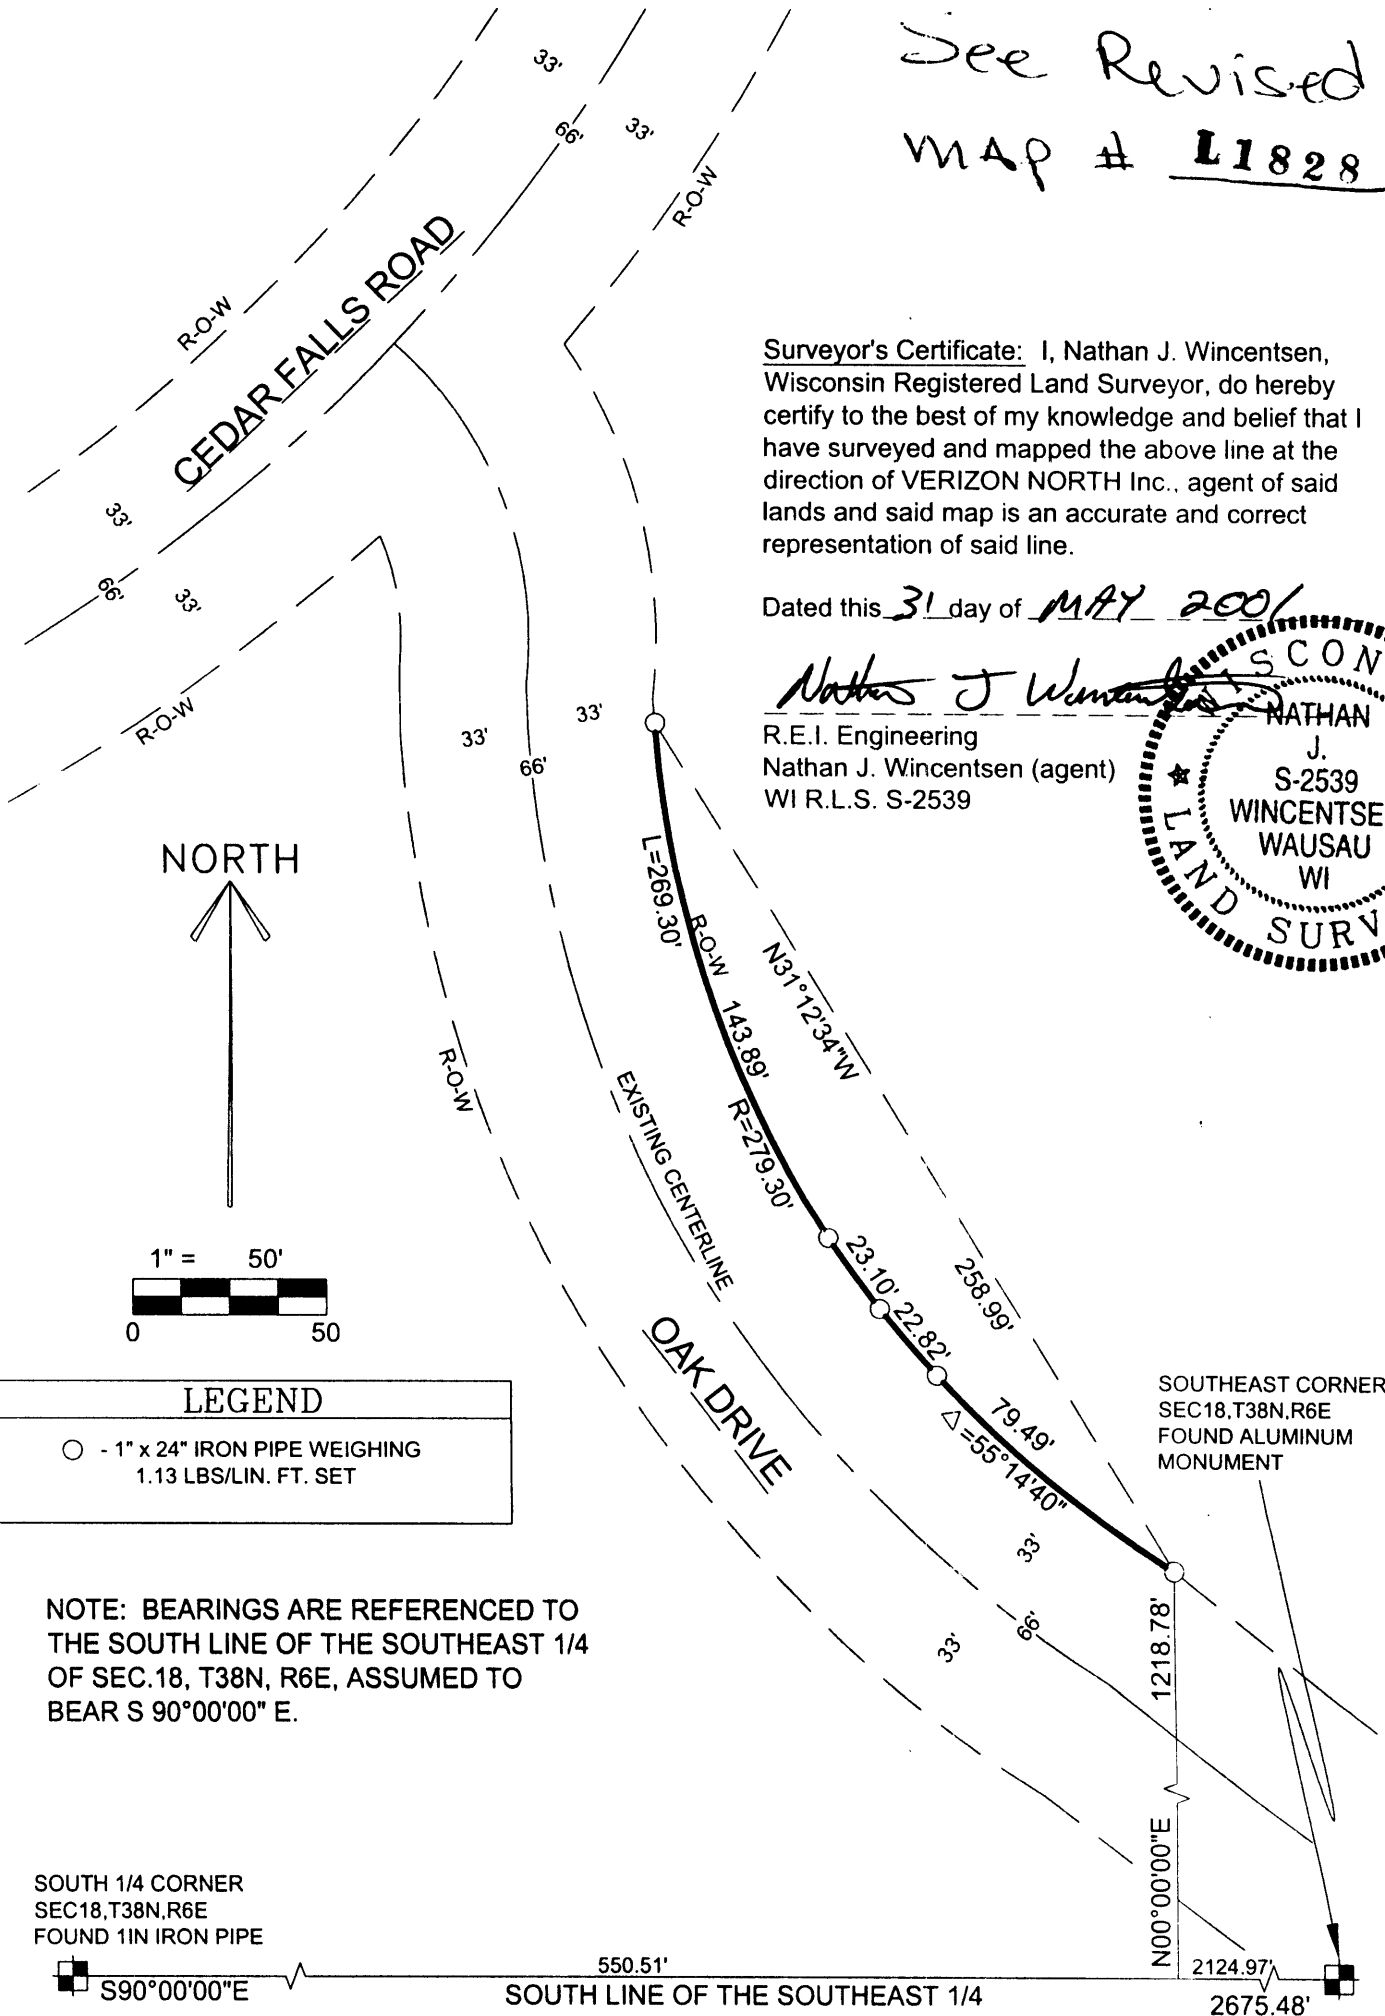 See Revised
MAP # L1828
33'
66'
33'
R-O-W
R-O-W
CEDAR FALLS ROAD
33'
66'
33'
R-O-W
Surveyor's Certificate: I, Nathan J. Wincentsen,
Wisconsin Registered Land Surveyor, do hereby
certify to the best of my knowledge and belief that I
have surveyed and mapped the above line at the
direction of VERIZON NORTH Inc., agent of said
lands and said map is an accurate and correct
representation of said line.
Dated this 31 day of MAY 2001
Nathan J Wincentsen
R.E.I. Engineering
Nathan J. Wincentsen (agent)
WI R.L.S. S-2539
ISCON
NATHAN
J.
S-2539
WINCENTSE
WAUSAU
WI
LAND SURV
33'
33'
66'
NORTH
L=269.30'
R-O-W
143.89'
R=279.30'
N31°12'34"W
258.99'
R-O-W
EXISTING CENTERLINE
23.10'
22.82'
79.49'
△=55°14'40"
OAK DRIVE
1" = 50'
0 50
LEGEND
- 1" x 24" IRON PIPE WEIGHING
1.13 LBS/LIN. FT. SET
SOUTHEAST CORNER
SEC18,T38N,R6E
FOUND ALUMINUM
MONUMENT
33'
66'
33'
1218.78'
N00°00'00"E
NOTE: BEARINGS ARE REFERENCED TO
THE SOUTH LINE OF THE SOUTHEAST 1/4
OF SEC.18, T38N, R6E, ASSUMED TO
BEAR S 90°00'00" E.
SOUTH 1/4 CORNER
SEC18,T38N,R6E
FOUND 1IN IRON PIPE
S90°00'00"E
550.51'
SOUTH LINE OF THE SOUTHEAST 1/4
2124.97'
2675.48'